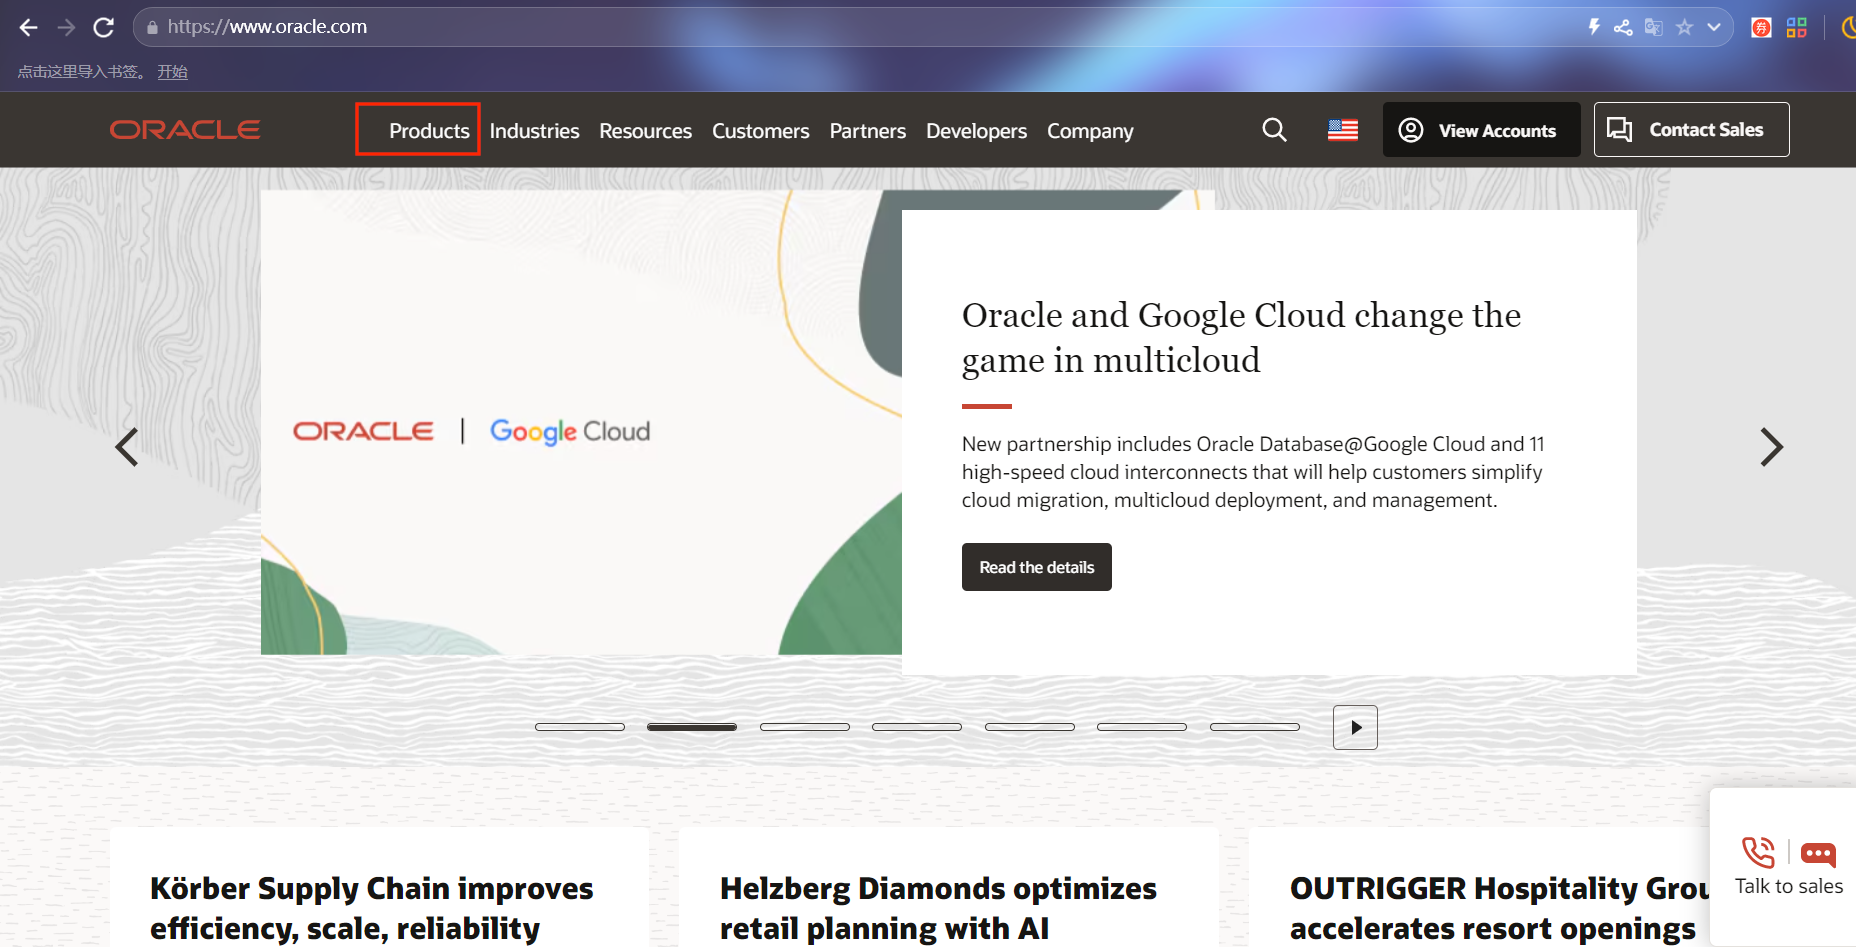 https://www.oracle.com
券
点击这里导入书签。 开始
ORACLE
Products Industries Resources Customers Partners Developers Company
View Accounts
Contact Sales
ORACLE | Google Cloud
Oracle and Google Cloud change the
game in multicloud
New partnership includes Oracle Database@Google Cloud and 11
high-speed cloud interconnects that will help customers simplify
cloud migration, multicloud deployment, and management.
Read the details
Körber Supply Chain improves
efficiency, scale, reliability
Helzberg Diamonds optimizes
retail planning with AI
OUTRIGGER Hospitality Grou
accelerates resort openings
Talk to sales